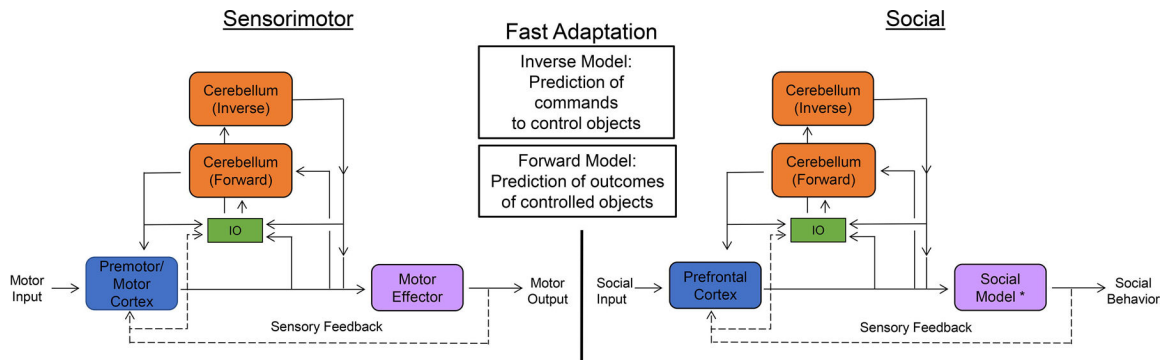 Sensorimotor
Cerebellum
(Inverse)
Cerebellum
(Forward)
IO
Motor
Input
Premotor/
Motor
Cortex
Motor
Effector
Motor
Output
Sensory Feedback
Fast Adaptation
Inverse Model:
Prediction of
commands
to control objects
Forward Model:
Prediction of outcomes
of controlled objects
Social
Cerebellum
(Inverse)
Cerebellum
(Forward)
IO
Social
Input
Prefrontal
Cortex
Social
Model *
Social
Behavior
Sensory Feedback